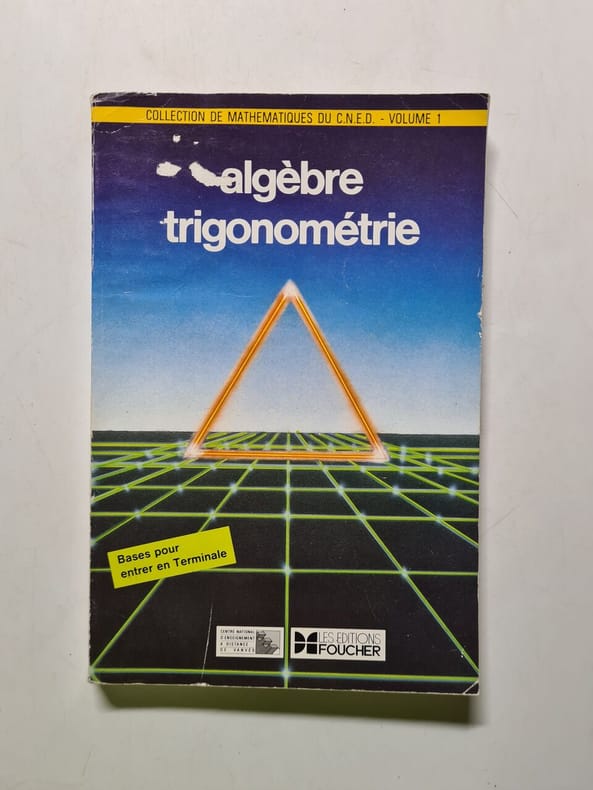 COLLECTION DE MATHEMATIQUES DU C.N.E.D. - VOLUME 1
algèbre
trigonométrie
Bases pour
entrer en Terminale
CENTRE NATIONAL
D'ENSEIGNEMENT
A DISTANCE
DE VANVES
LES EDITIONS
FOUCHER